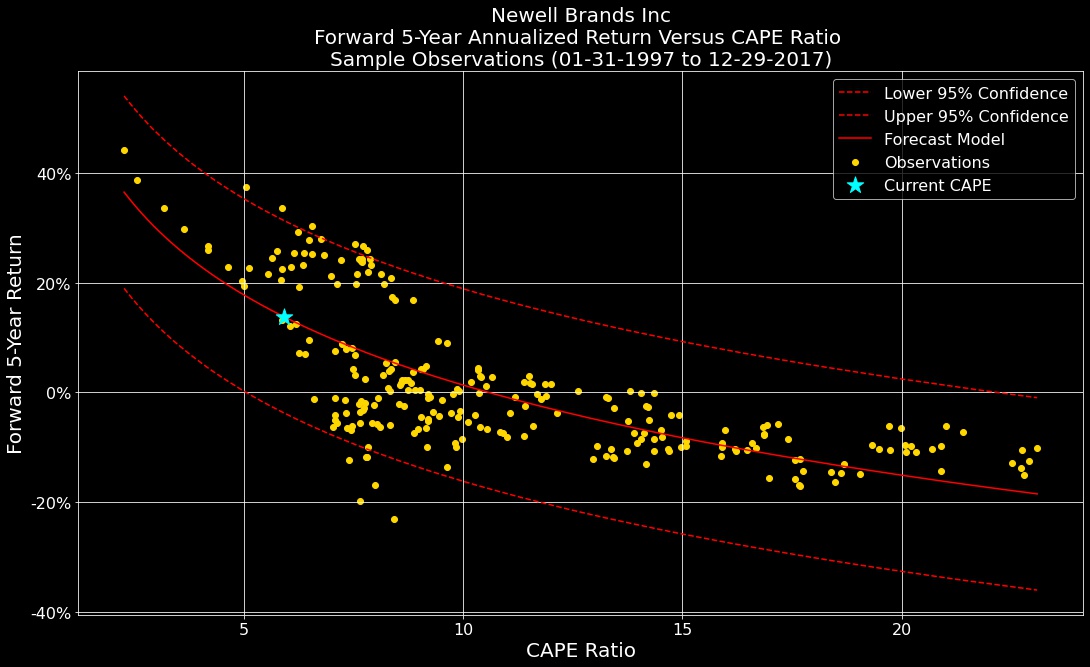 Newell Brands Inc
Forward 5-Year Annualized Return Versus CAPE Ratio
Sample Observations (01-31-1997 to 12-29-2017)
Lower 95% Confidence
Upper 95% Confidence
Forecast Model
Observations
Current CAPE
Forward 5-Year Return
40%
20%
0%
-20%
-40%
5
10
15
20
CAPE Ratio